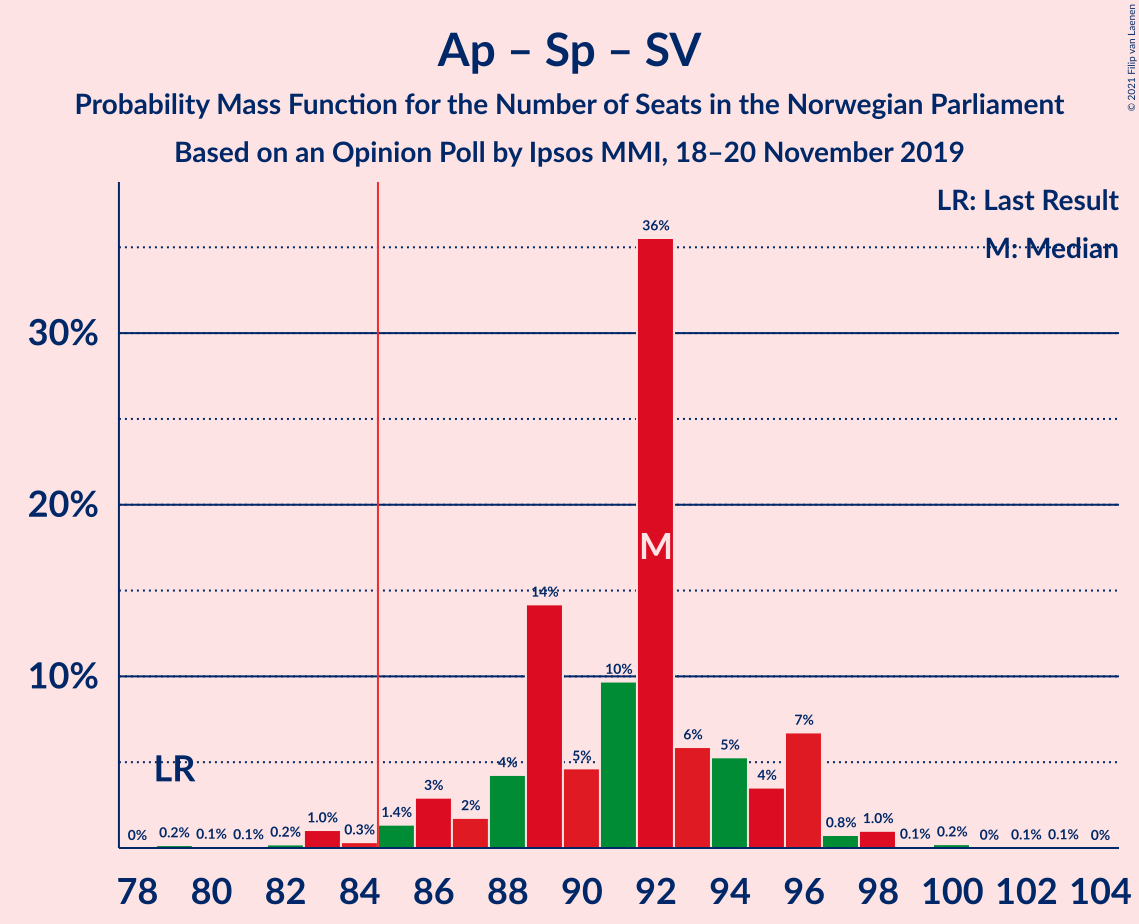 Ap – Sp – SV
Probability Mass Function for the Number of Seats in the Norwegian Parliament
Based on an Opinion Poll by Ipsos MMI, 18–20 November 2019
© 2021 Filip van Laenen
LR: Last Result
M: Median
30%
20%
10%
LR
M
0% 0.2% 0.1% 0.1% 0.2% 1.0% 0.3% 1.4% 3% 2% 4% 14% 5% 10% 36% 6% 5% 4% 7% 0.8% 1.0% 0.1% 0.2% 0% 0.1% 0.1% 0%
78 80 82 84 86 88 90 92 94 96 98 100 102 104